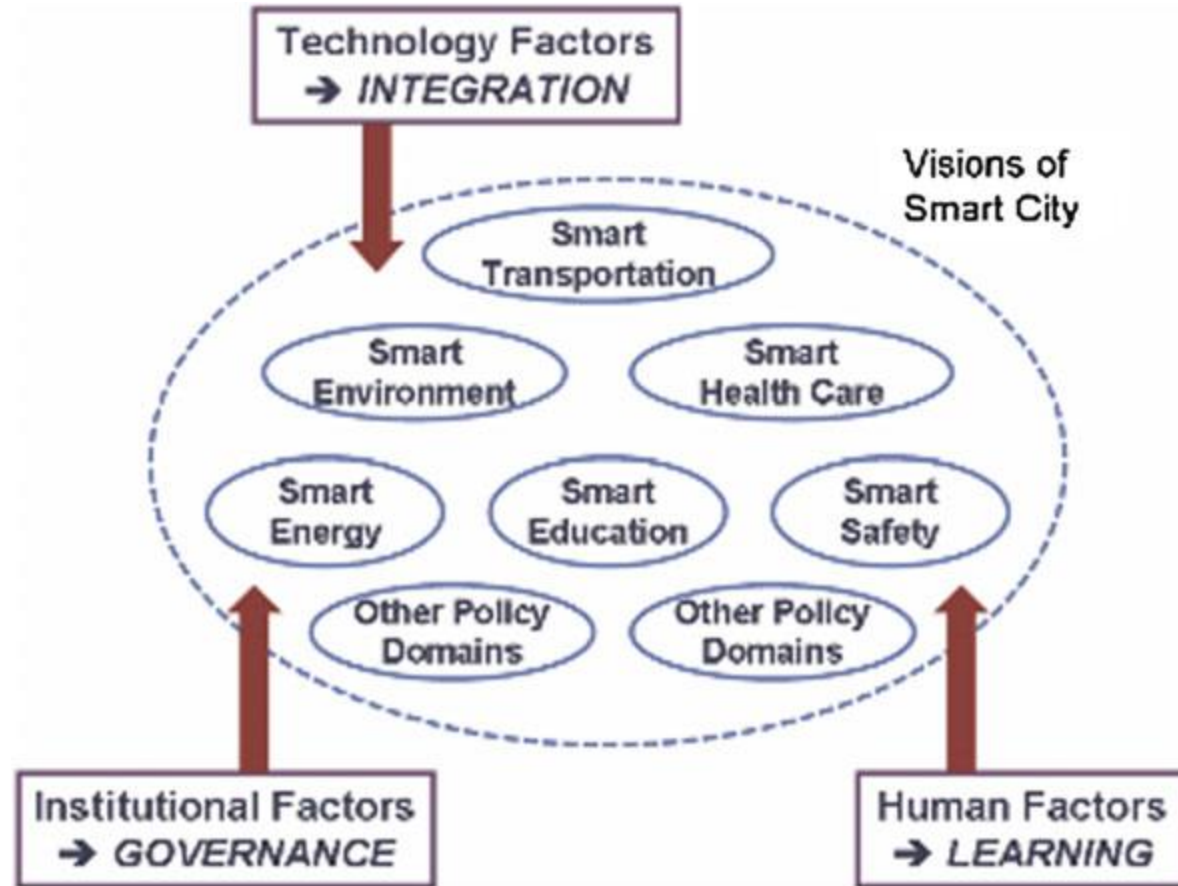 Technology Factors
➔ INTEGRATION
Visions of
Smart City
Smart
Transportation
Smart
Environment
Smart
Health Care
Smart
Energy
Smart
Education
Smart
Safety
Other Policy
Domains
Other Policy
Domains
Institutional Factors
➔ GOVERNANCE
Human Factors
➔ LEARNING